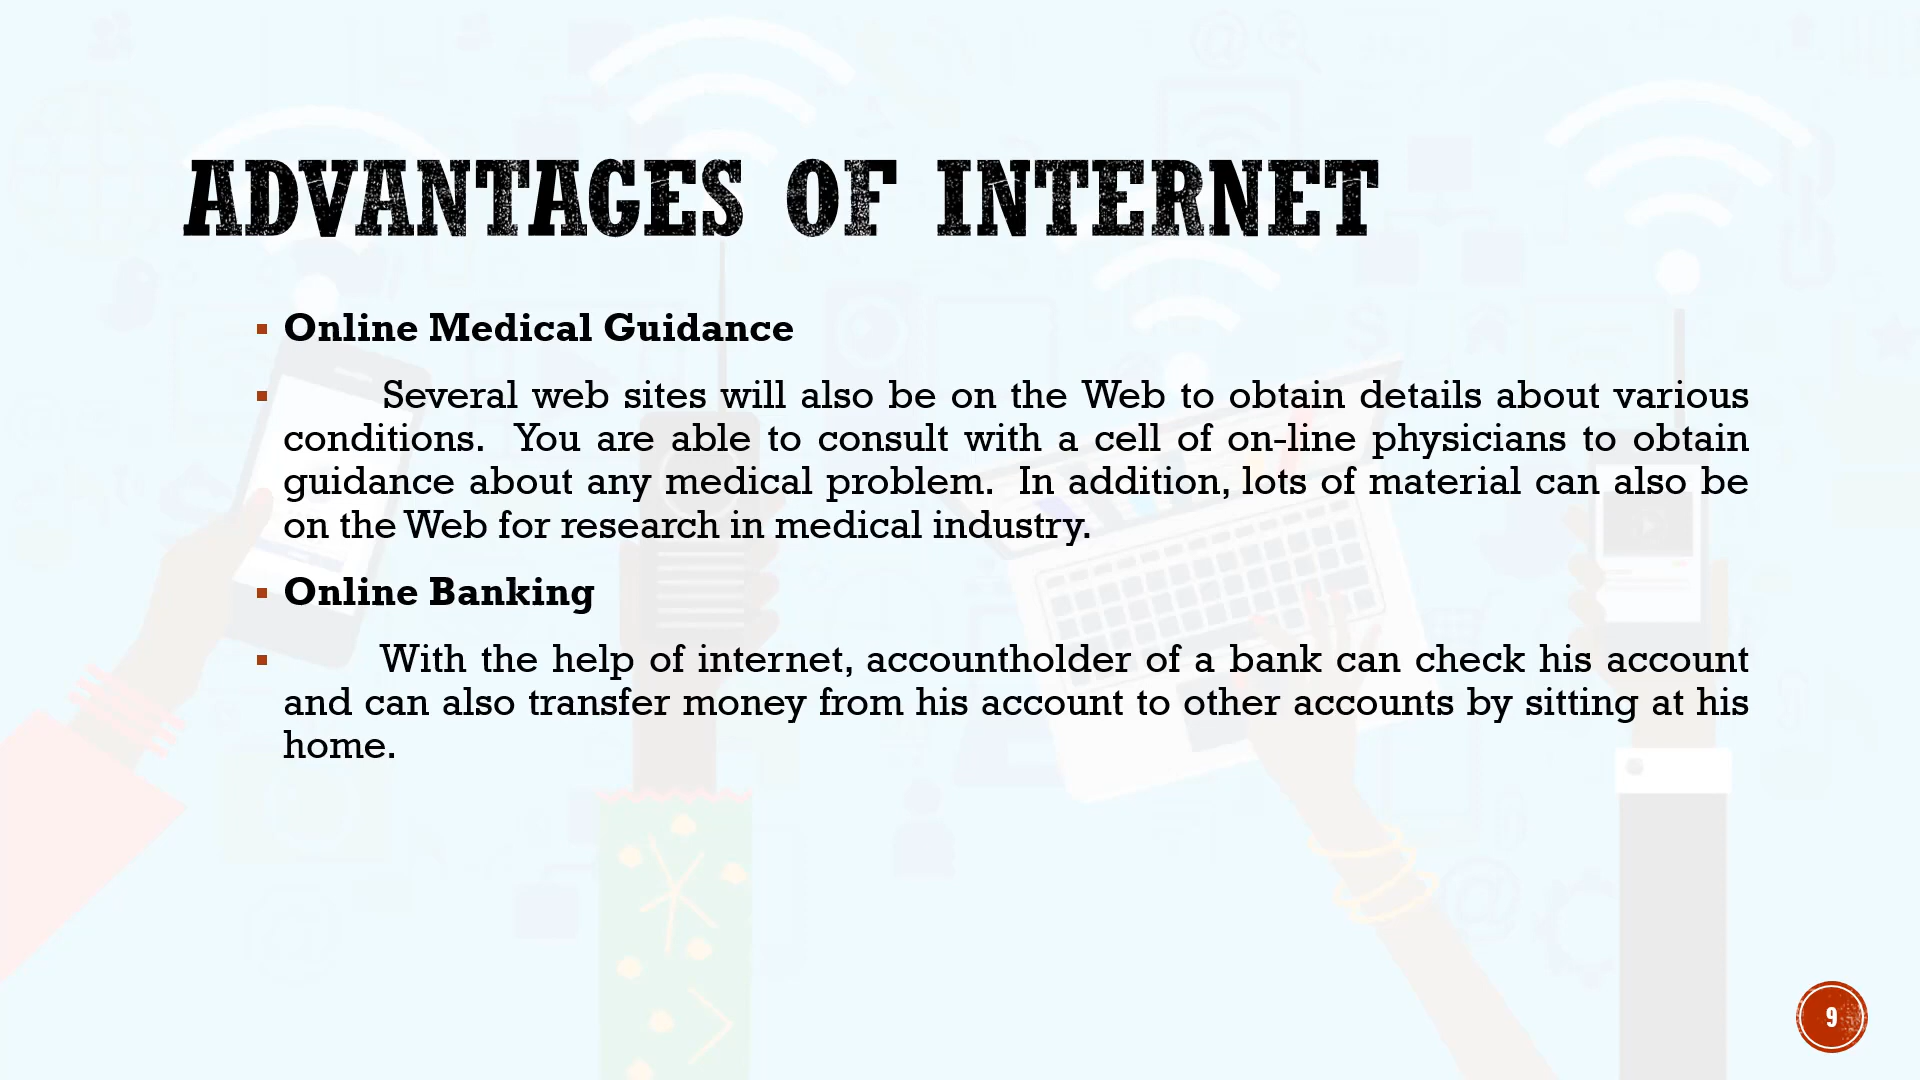 ADVANTAGES OF INTERNET
▪ Online Medical Guidance
▪ Several web sites will also be on the Web to obtain details about various
conditions. You are able to consult with a cell of on-line physicians to obtain
guidance about any medical problem. In addition, lots of material can also be
on the Web for research in medical industry.
▪ Online Banking
▪ With the help of internet, accountholder of a bank can check his account
and can also transfer money from his account to other accounts by sitting at his
home.
9